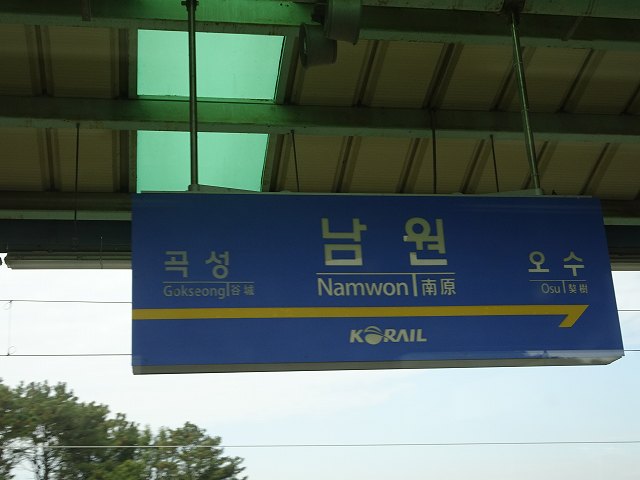 곡성
Gokseong 谷城
남원
Namwon 南原
오수
Osu 獒樹
KORAIL